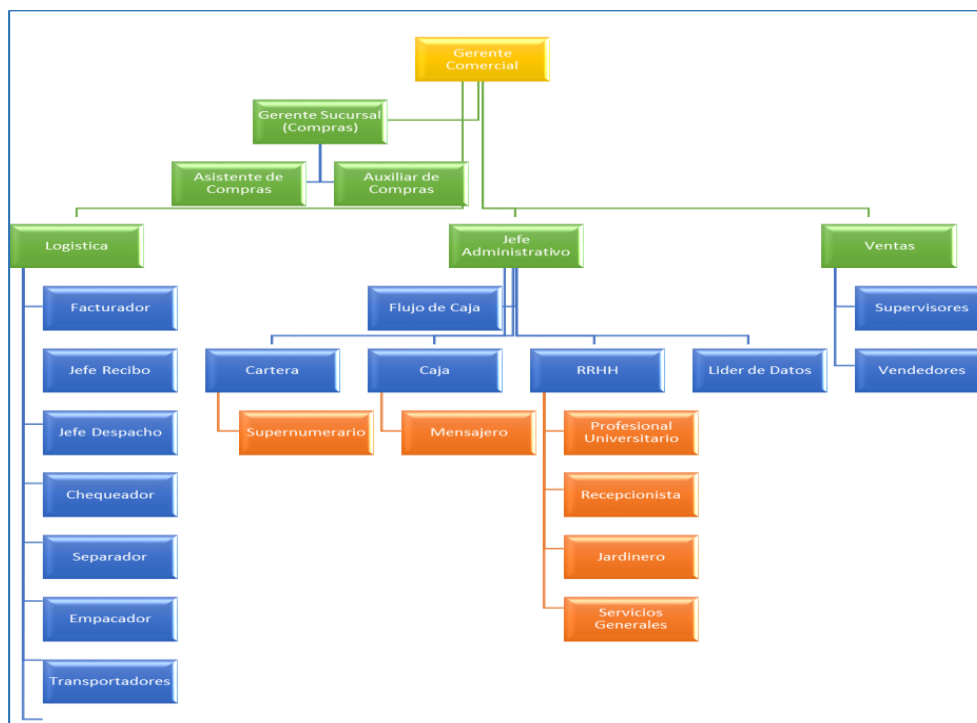 Gerente
Comercial
Gerente Sucursal
(Compras)
Asistente de
Compras
Auxiliar de
Compras
Logistica
Jefe
Administrativo
Ventas
Facturador
Flujo de Caja
Supervisores
Jefe Recibo
Cartera
Caja
RRHH
Lider de Datos
Vendedores
Jefe Despacho
Supernumerario
Mensajero
Profesional
Universitario
Chequeador
Recepcionista
Separador
Jardinero
Empacador
Servicios
Generales
Transportadores